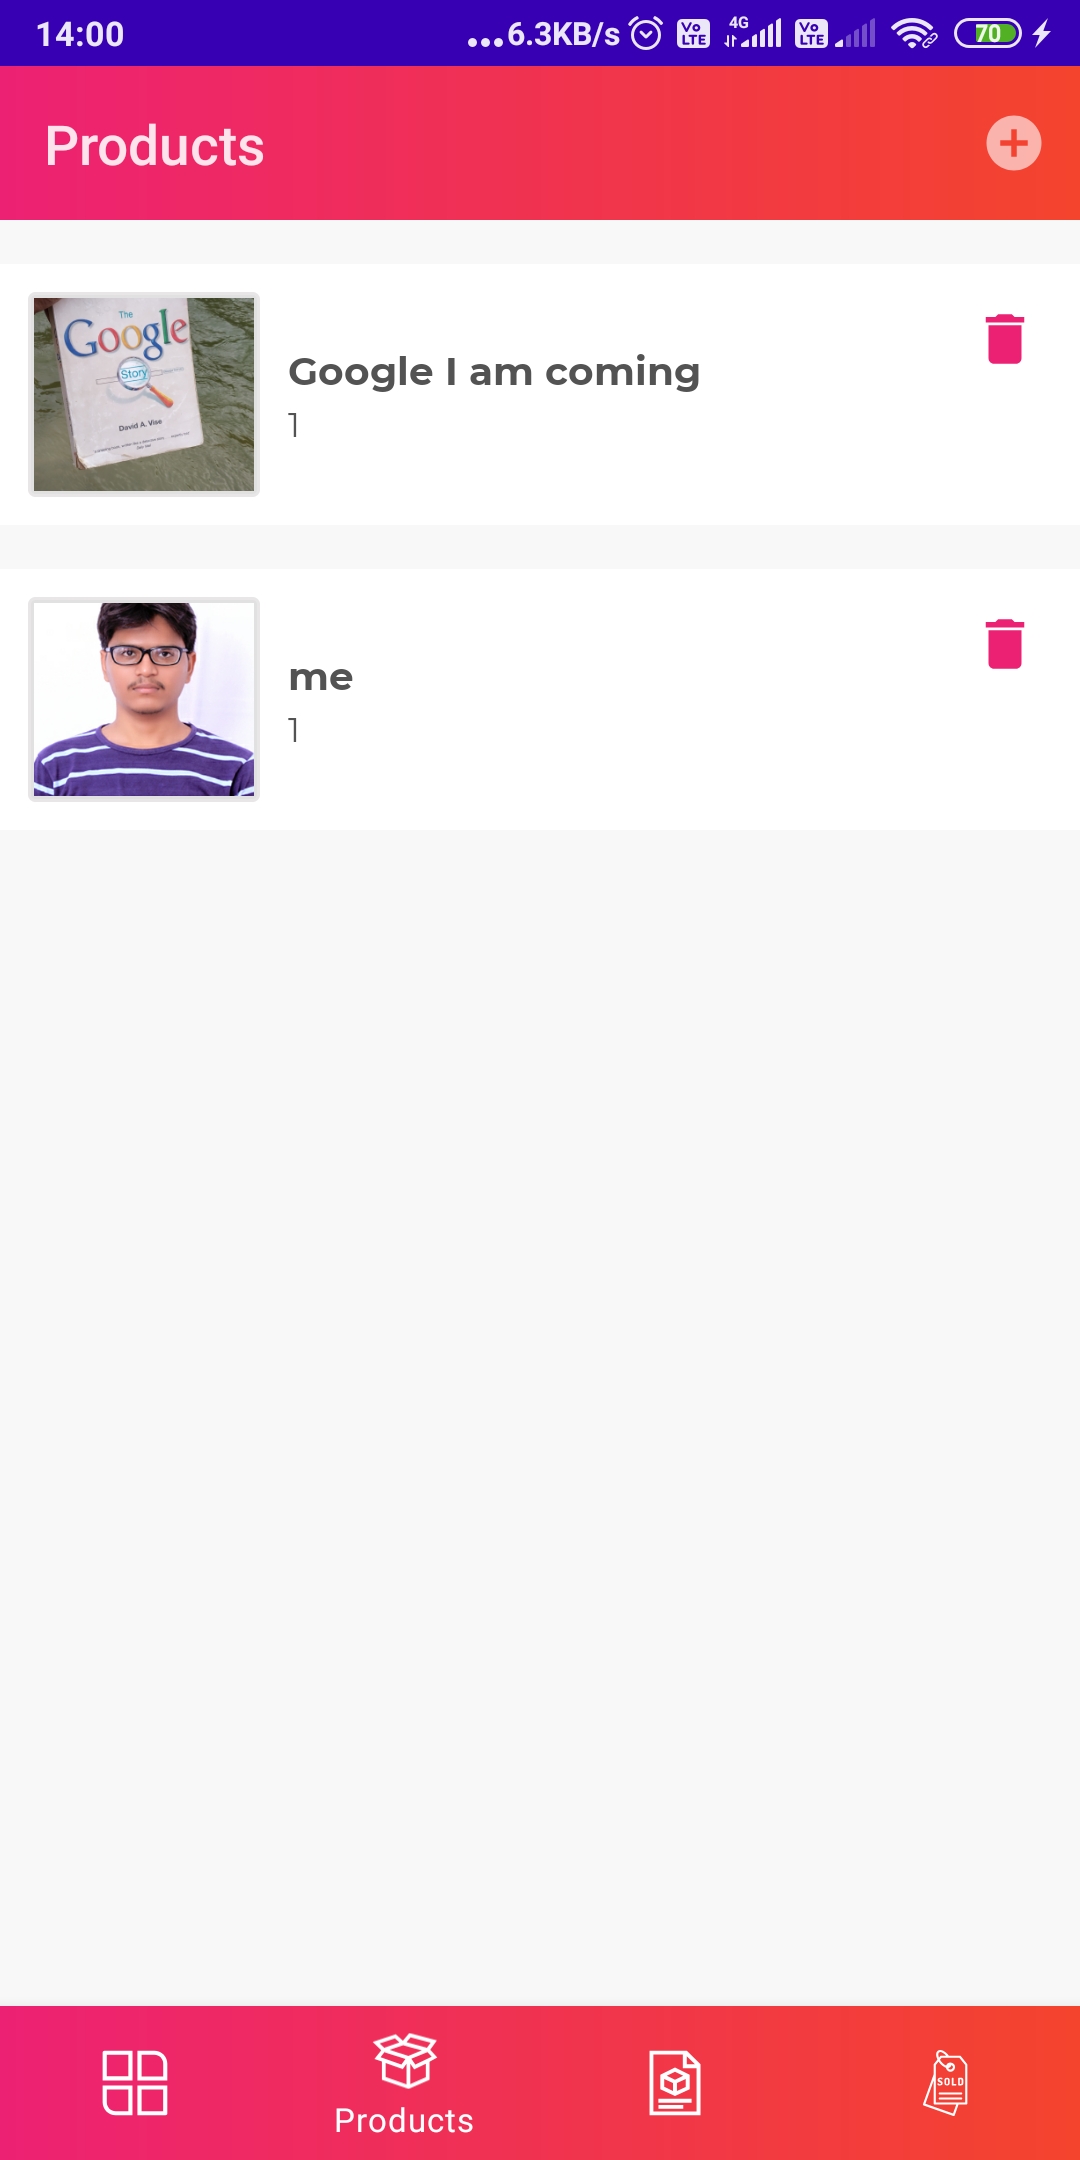 14:00 ...6.3KB/s Vo LTE 4G Vo LTE 70
Products
The
Google
Story
David A. Vise
Google I am coming
1
me
1
SOLD
Products